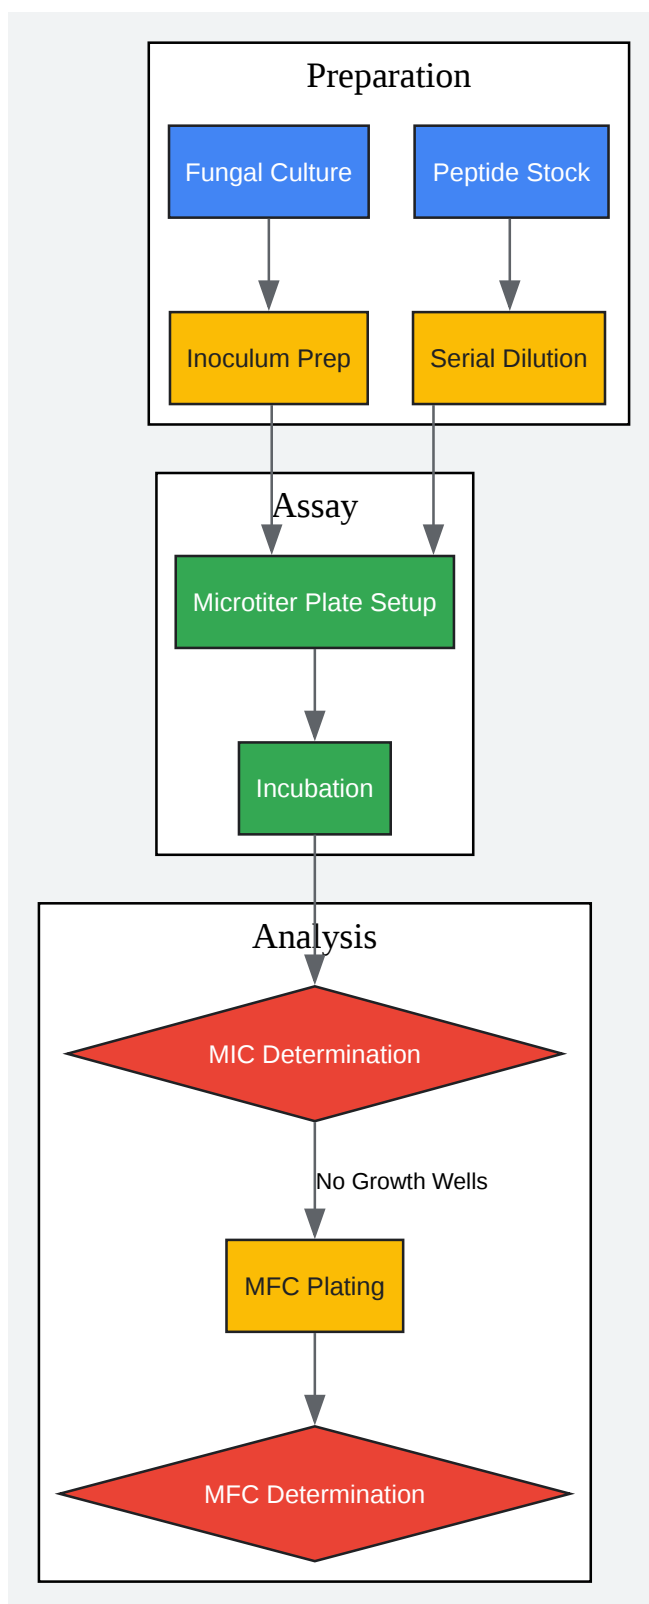 Preparation
Fungal Culture
Peptide Stock
Inoculum Prep
Serial Dilution
Assay
Microtiter Plate Setup
Incubation
Analysis
MIC Determination
No Growth Wells
MFC Plating
MFC Determination